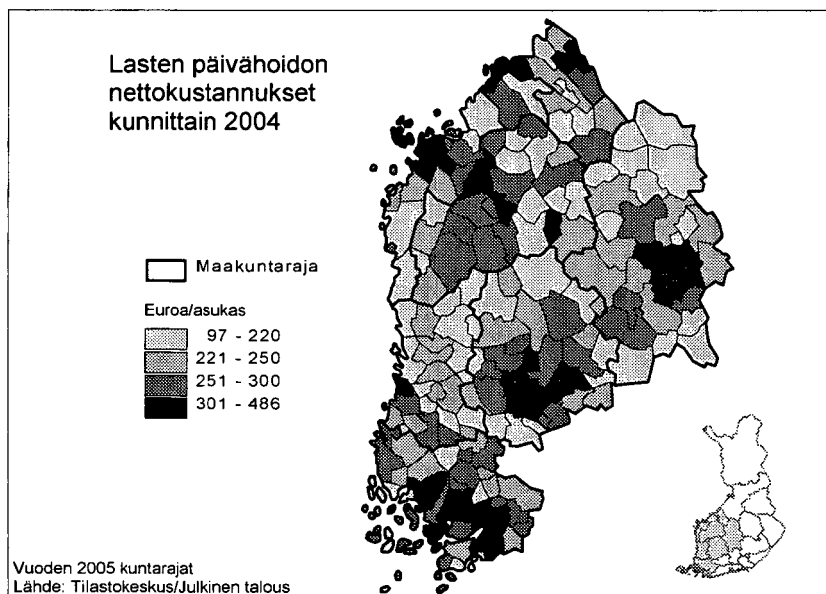 Lasten päivähoidon
nettokustannukset
kunnittain 2004
Maakuntaraja
Euroa/asukas
97 - 220
221 - 250
251 - 300
301 - 486
Vuoden 2005 kuntarajat
Lähde: Tilastokeskus/Julkinen talous